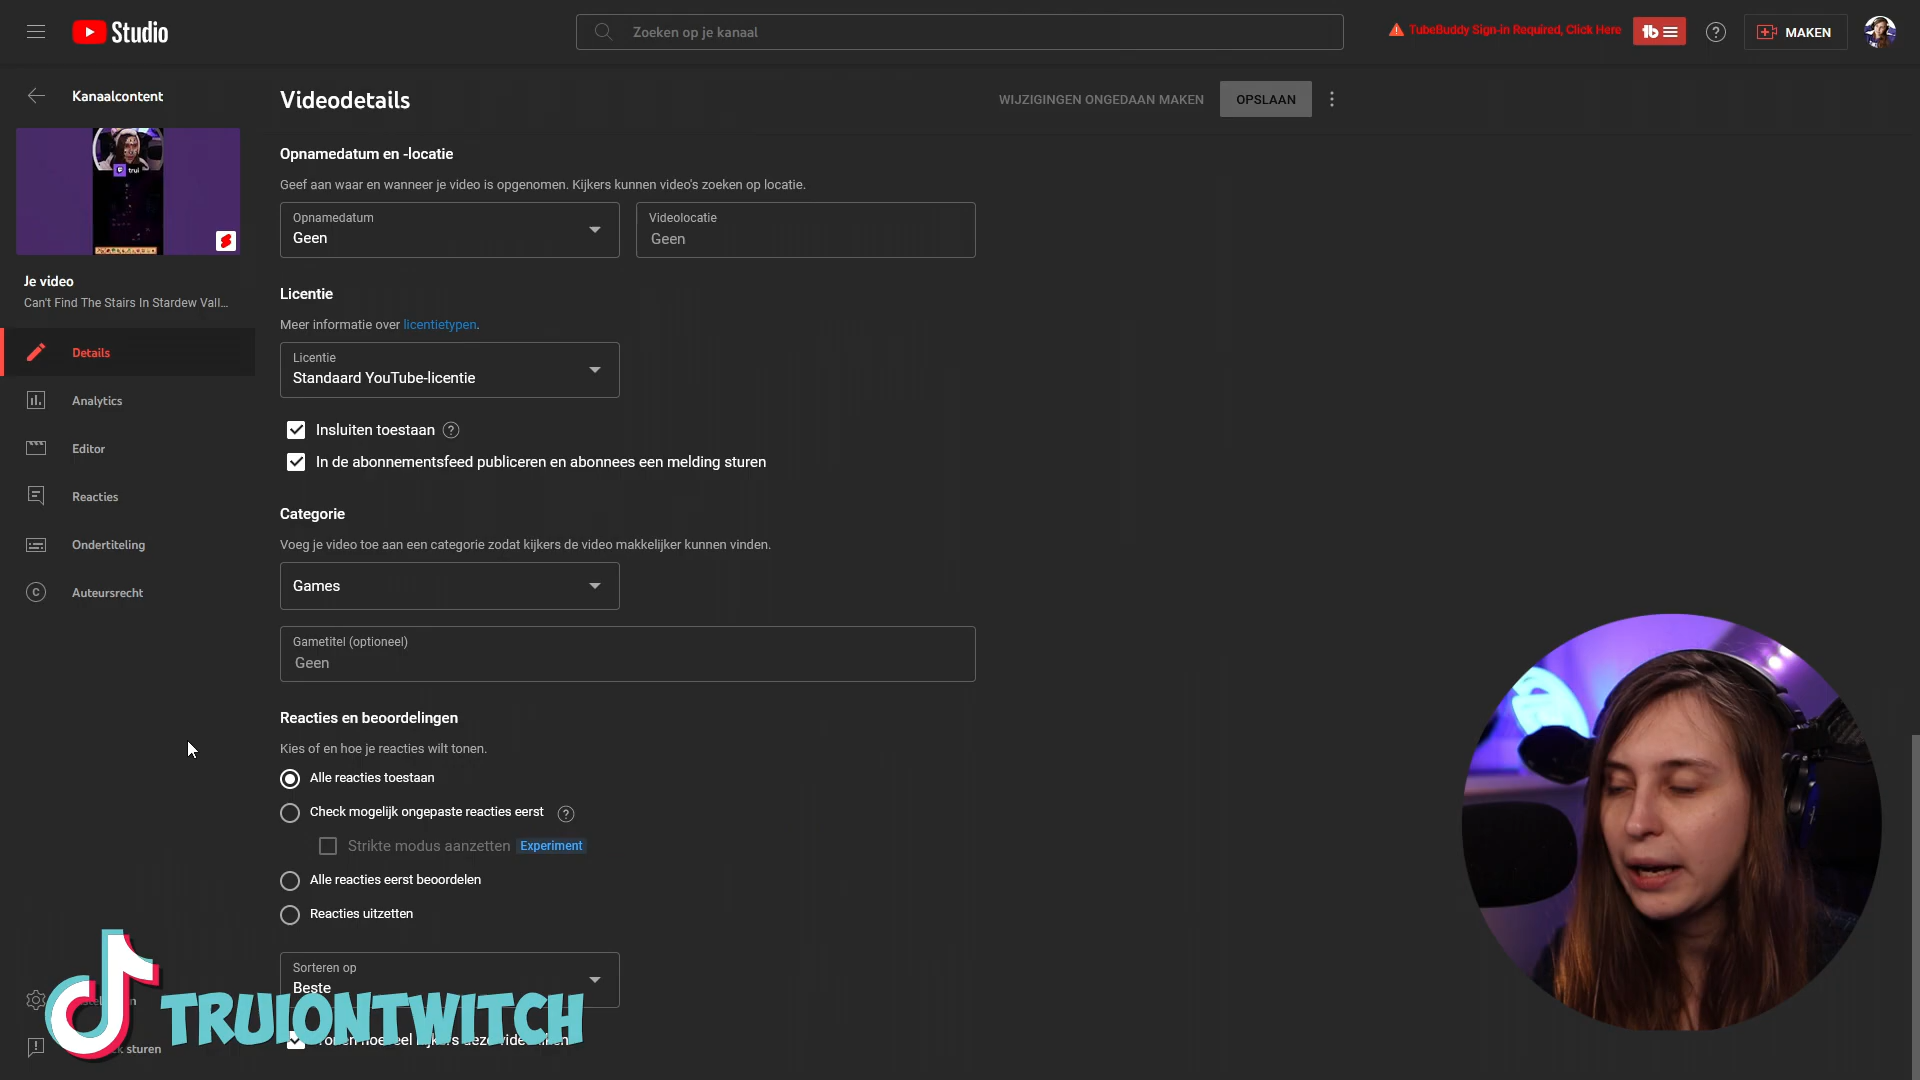 Studio
Zoeken op je kanaal
TubeBuddy Sign-in Required, Click Here
tb
MAKEN
Kanaalcontent
Videodetails
WIJZIGINGEN ONGEDAAN MAKEN
OPSLAAN
trui
Je video
Can't Find The Stairs In Stardew Vall...
Details
Analytics
Editor
Reacties
Ondertiteling
Auteursrecht
Opnamedatum en -locatie
Geef aan waar en wanneer je video is opgenomen. Kijkers kunnen video's zoeken op locatie.
Opnamedatum
Geen
Videolocatie
Geen
Licentie
Meer informatie over licentietypen.
Licentie
Standaard YouTube-licentie
Insluiten toestaan
In de abonnementsfeed publiceren en abonnees een melding sturen
Categorie
Voeg je video toe aan een categorie zodat kijkers de video makkelijker kunnen vinden.
Games
Gametitel (optioneel)
Geen
Reacties en beoordelingen
Kies of en hoe je reacties wilt tonen.
Alle reacties toestaan
Check mogelijk ongepaste reacties eerst
Strikte modus aanzetten Experiment
Alle reacties eerst beoordelen
Reacties uitzetten
Sorteren op
Beste
TRUIONTWITCH
sturen